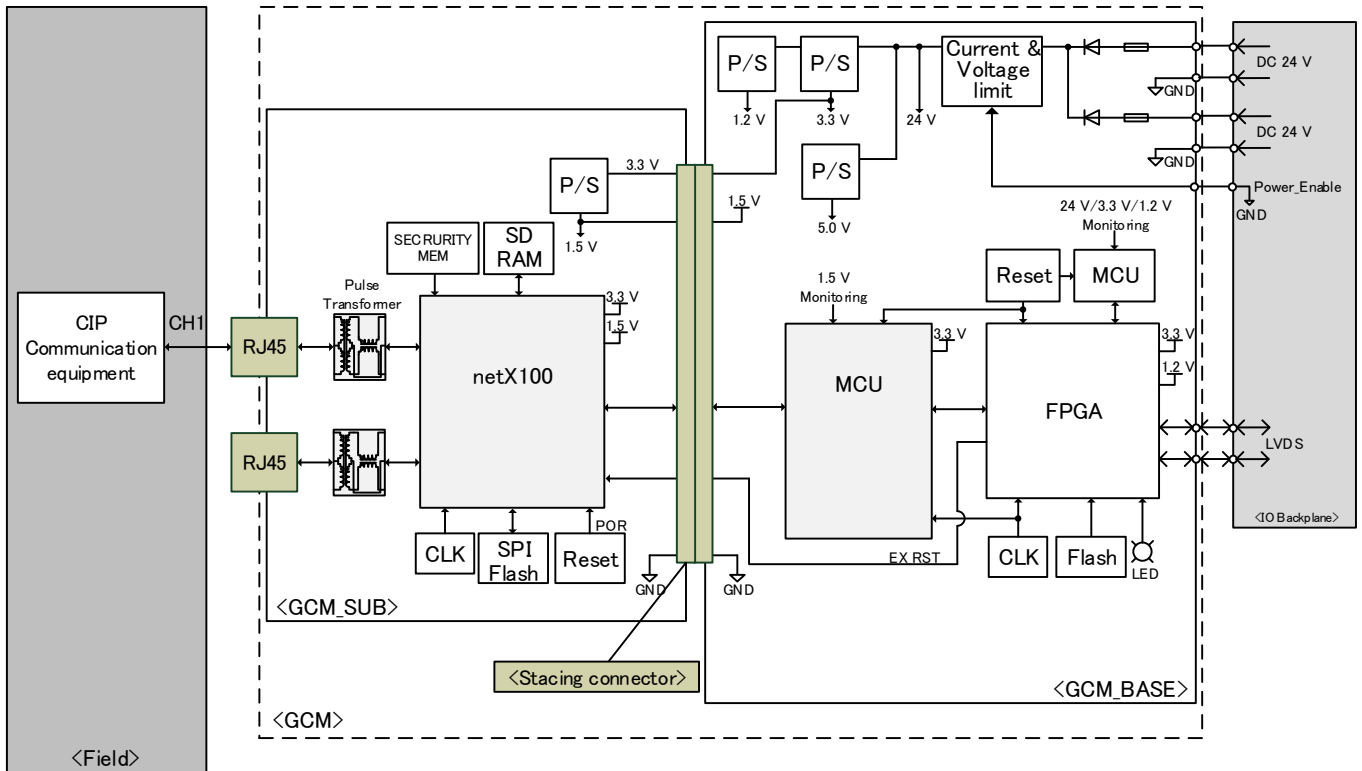 P/S
P/S
Current &
Voltage
limit
DC 24 V
GND
1.2 V
3.3 V
24 V
DC 24 V
GND
3.3 V
P/S
P/S
Power_Enable
GND
1.5 V
1.5 V
5.0 V
24 V/3.3 V/1.2 V
Monitoring
SECRURITY
MEM
SD
RAM
Reset
MCU
Pulse
Transformer
1.5 V
Monitoring
CIP
Communication
equipment
CH1
RJ45
netX100
3.3 V
1.5 V
MCU
3.3 V
FPGA
3.3 V
1.2 V
RJ45
LVDS
<IO Backplane>
CLK
SPI
Flash
POR
Reset
GND
GND
EX RST
CLK
Flash
LED
<GCM_SUB>
<Stacing connector>
<GCM_BASE>
<GCM>
<Field>